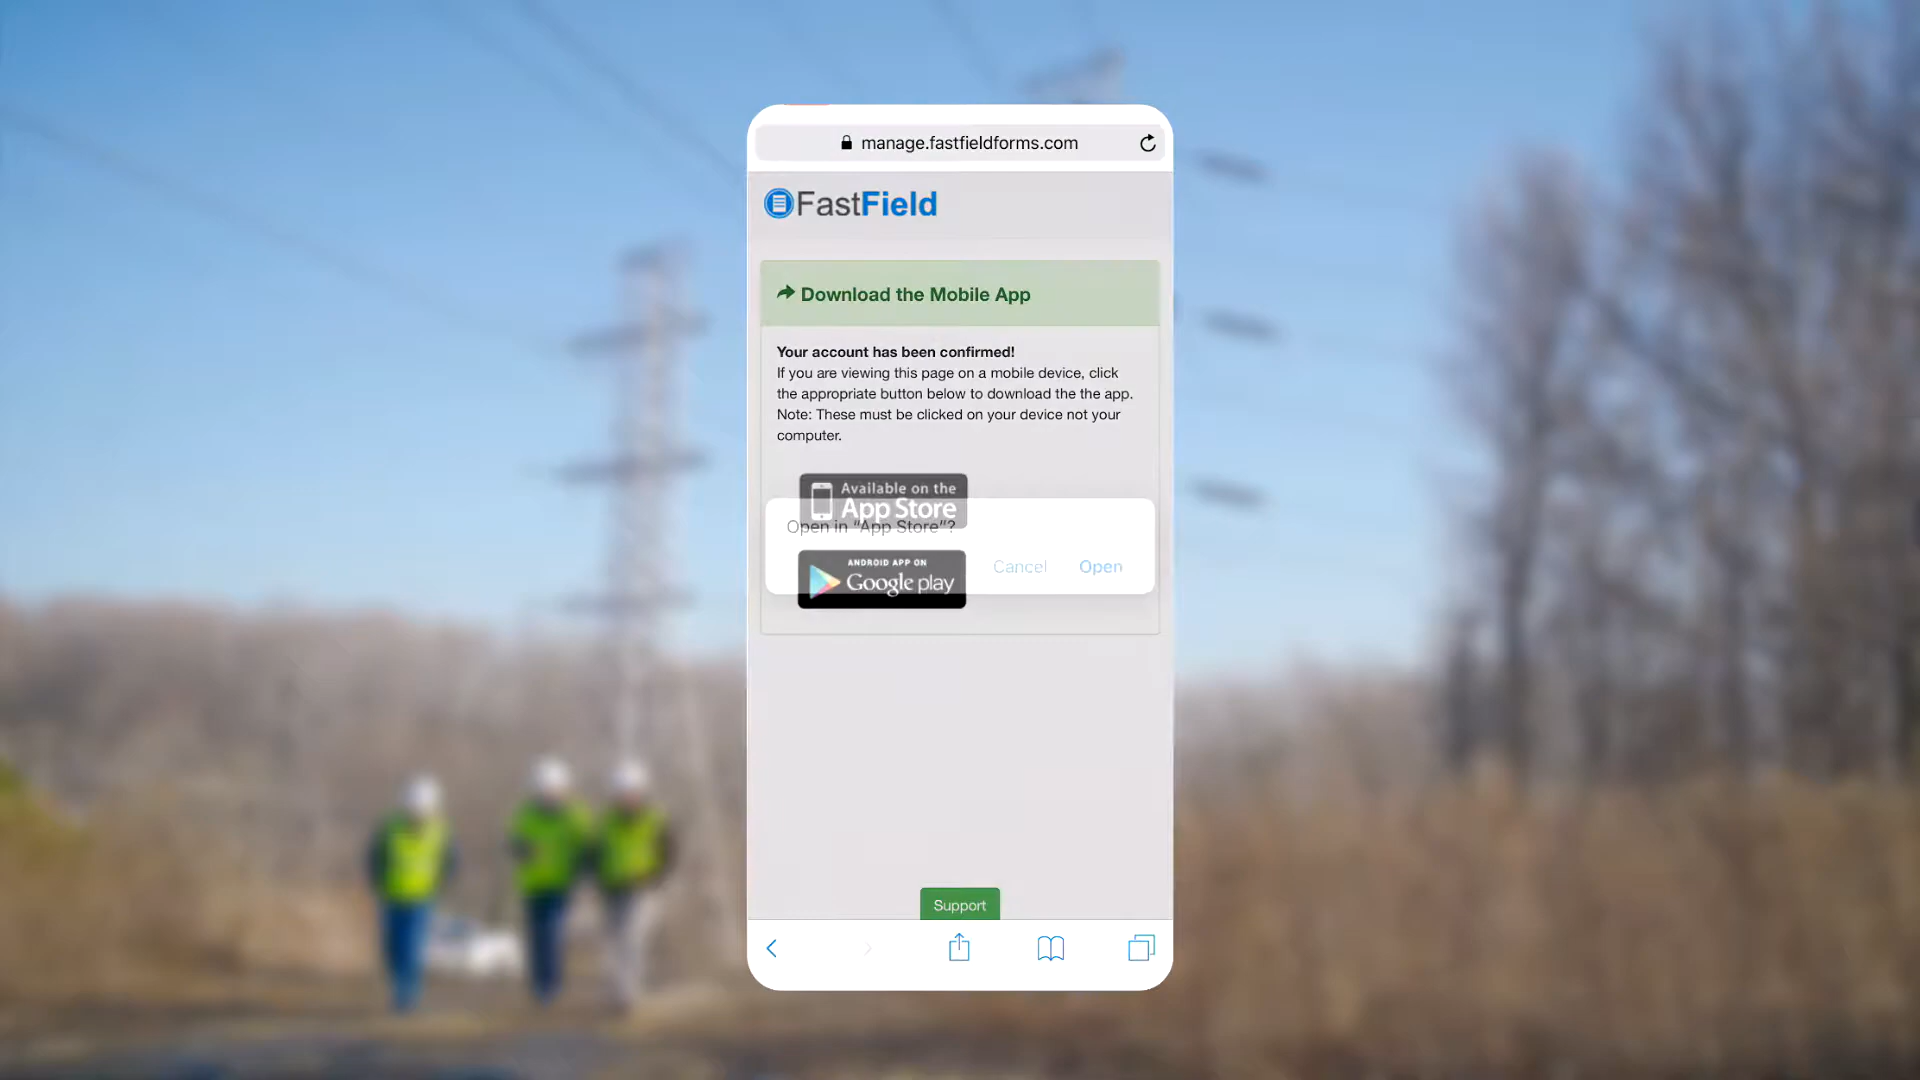 manage.fastfieldforms.com
FastField
Download the Mobile App
Your account has been confirmed!
If you are viewing this page on a mobile device, click
the appropriate button below to download the the app.
Note: These must be clicked on your device not your
computer.
Available on the
App Store
Open in "App Store"?
ANDROID APP ON
Google play
Cancel
Open
Support